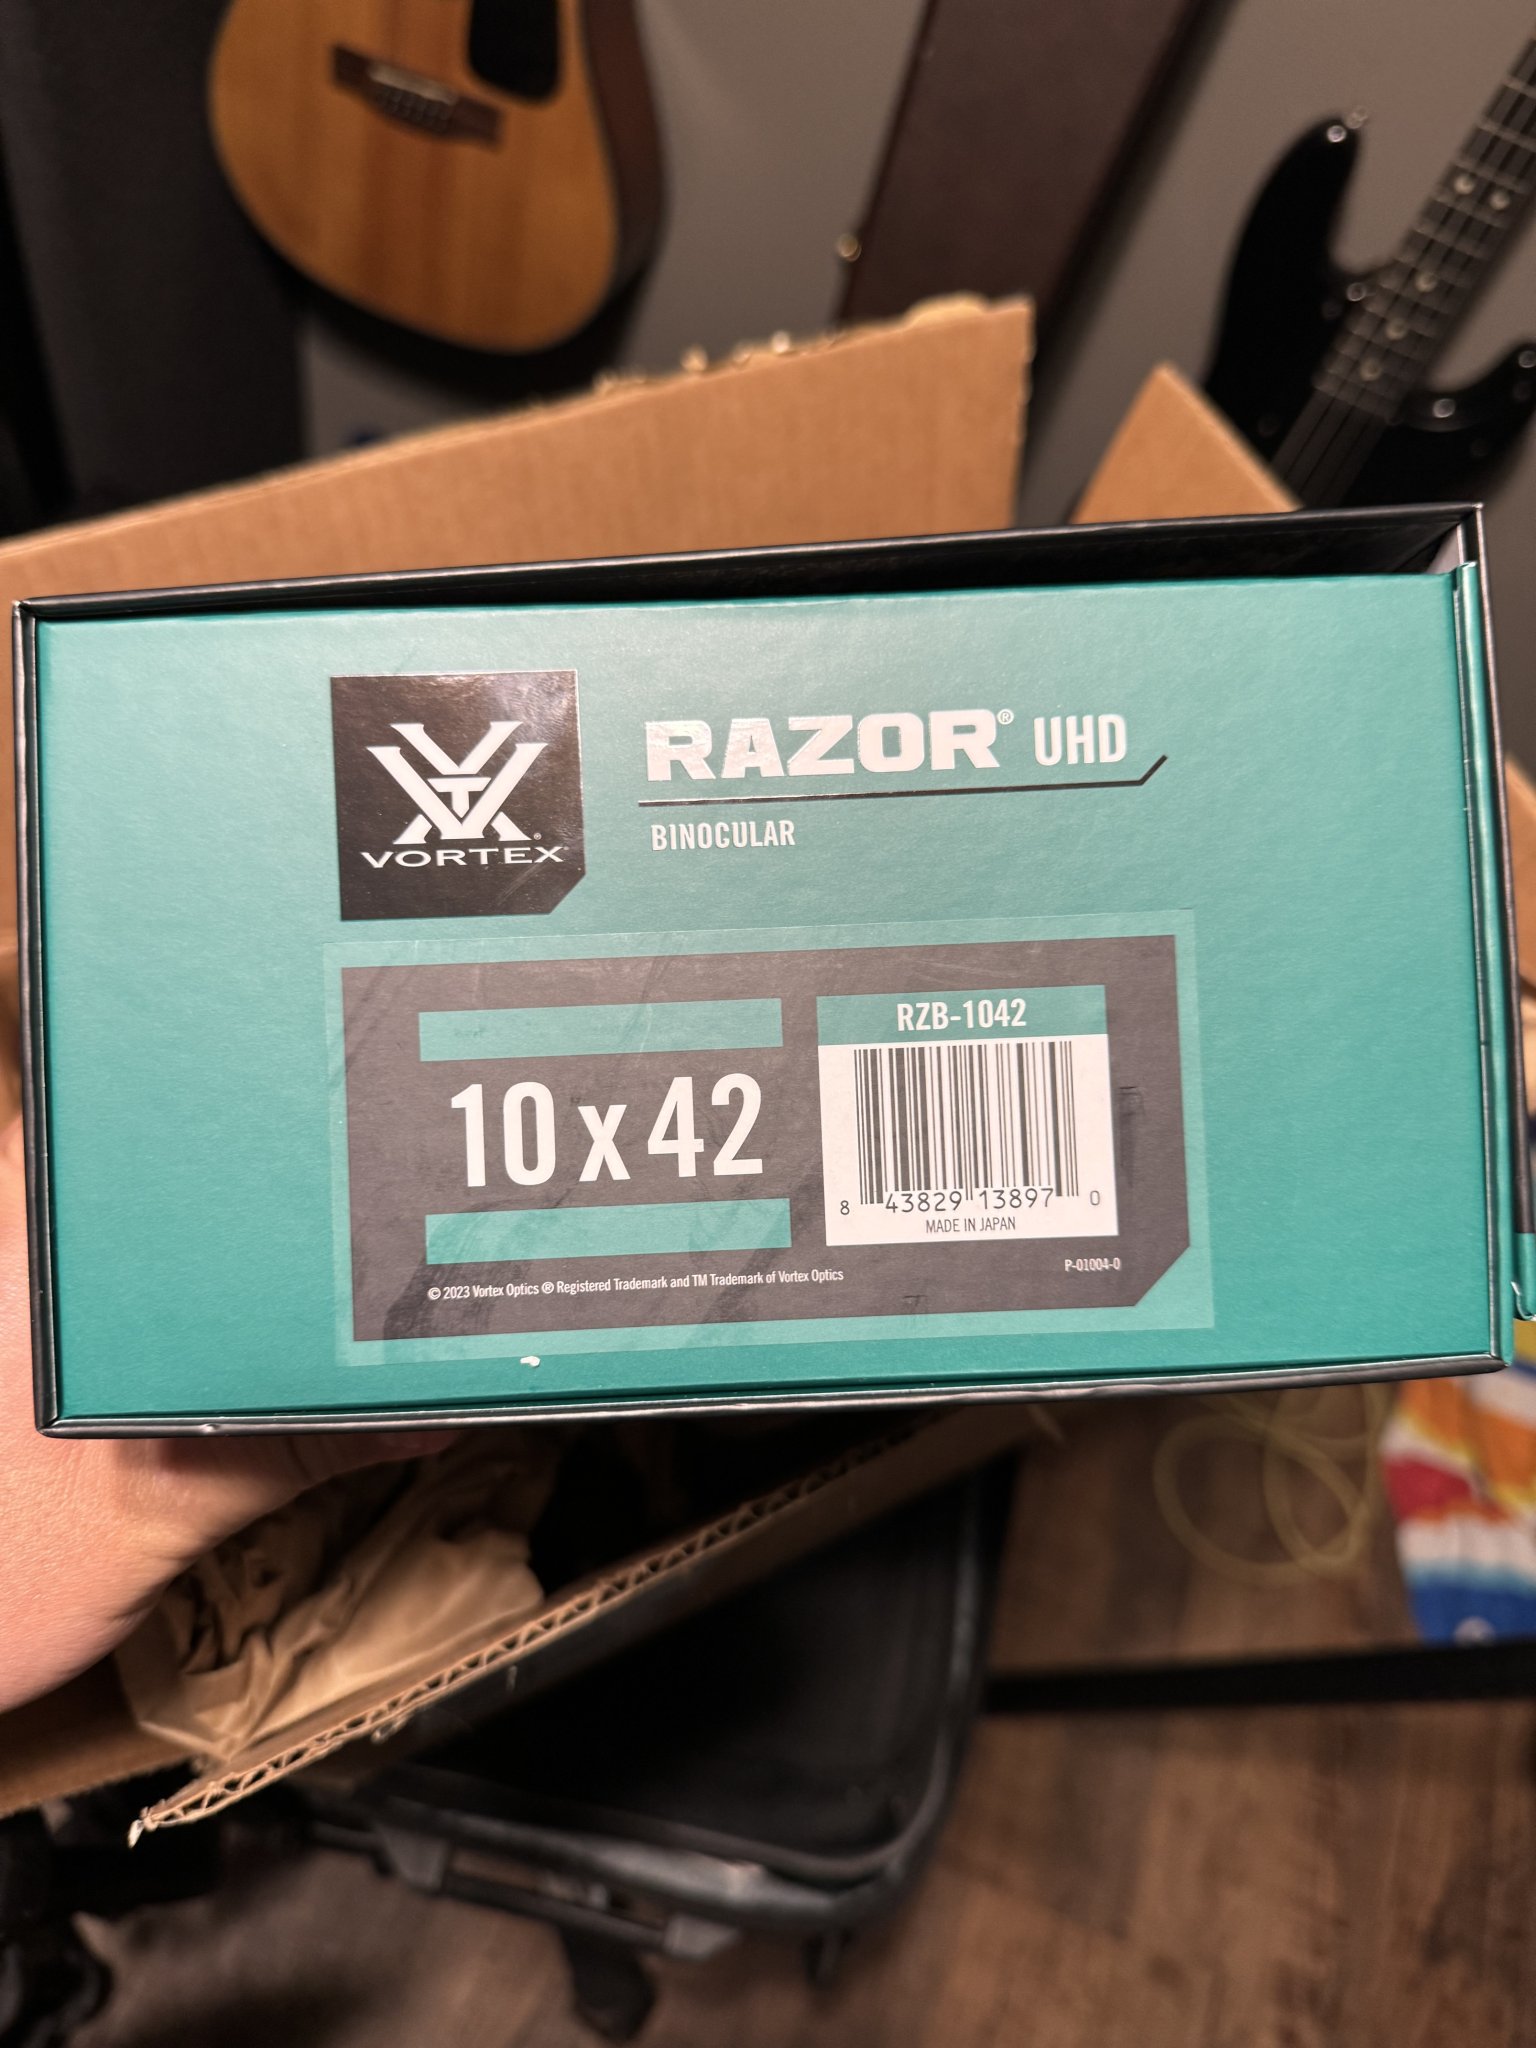 VORTEX
RAZOR® UHD
BINOCULAR
10 x 42
RZB-1042
8 43829 13897 0
MADE IN JAPAN
P-01004-0
© 2023 Vortex Optics ® Registered Trademark and TM Trademark of Vortex Optics